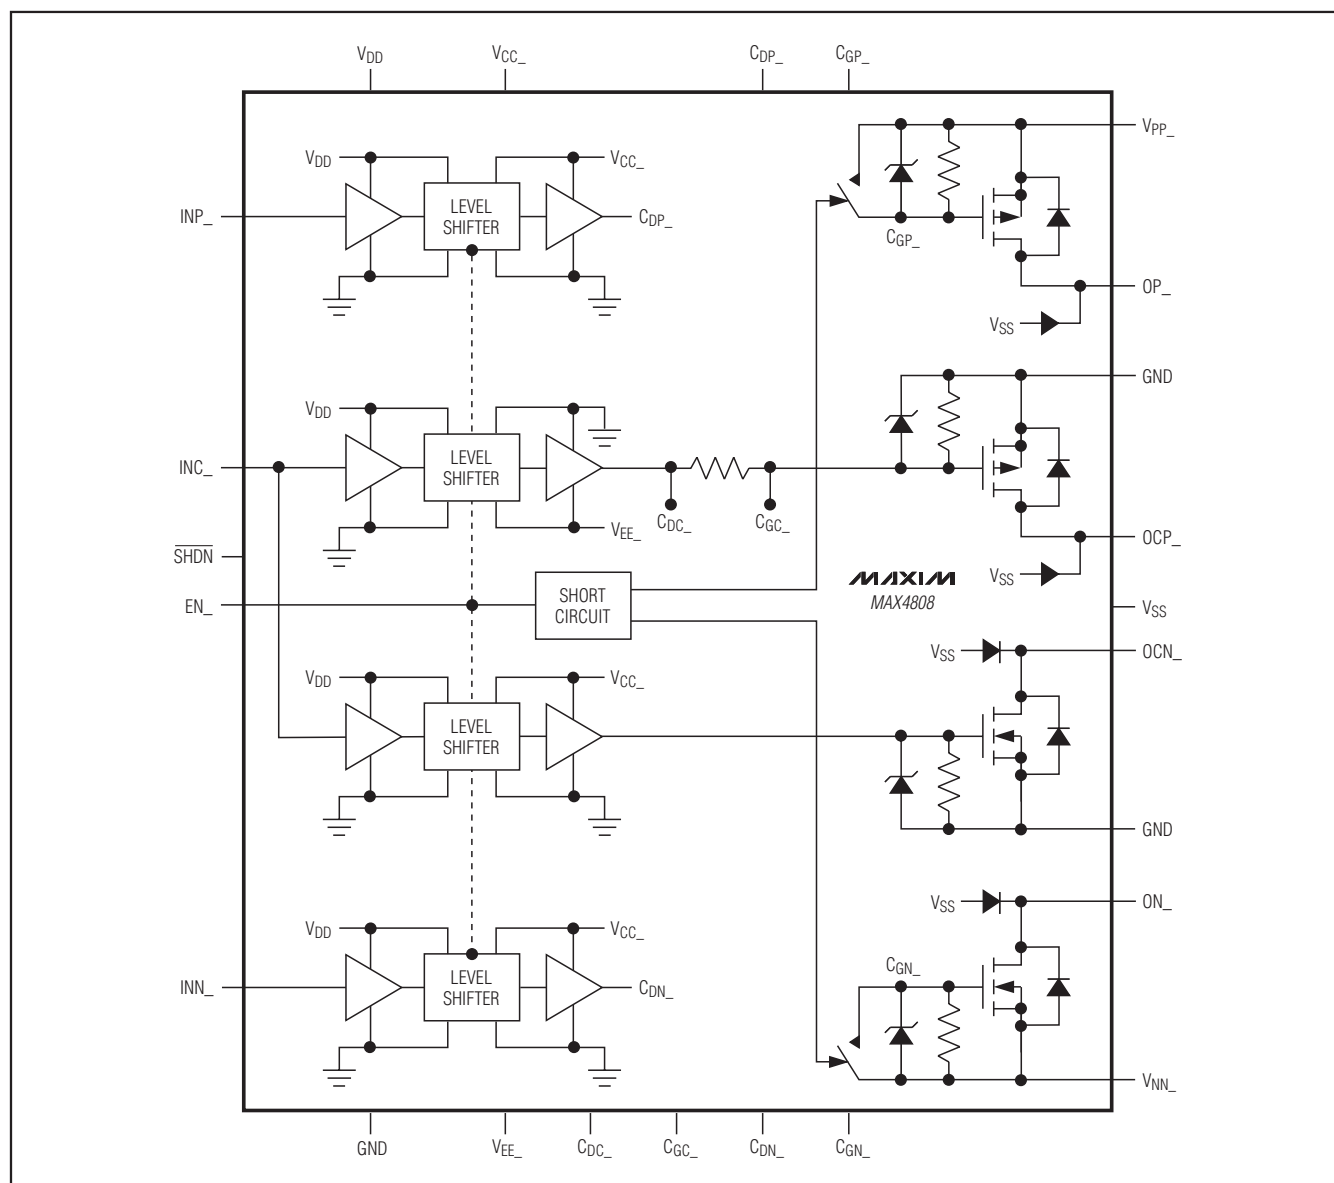 VDD VCC_ CDP_ CGP_
VPP_
VDD VCC_
INP_ LEVEL SHIFTER CDP_
CGP_
OP_
VSS
GND
VDD
INC_ LEVEL SHIFTER
CDC_ CGC_
VEE_
OCP_
SHDN
VSS
MAXIM
MAX4808
EN_ SHORT CIRCUIT
VSS
VSS OCN_
VDD VCC_
LEVEL SHIFTER
GND
VSS ON_
VDD VCC_
CGN_
INN_ LEVEL SHIFTER CDN_
VNN_
GND VEE_ CDC_ CGC_ CDN_ CGN_